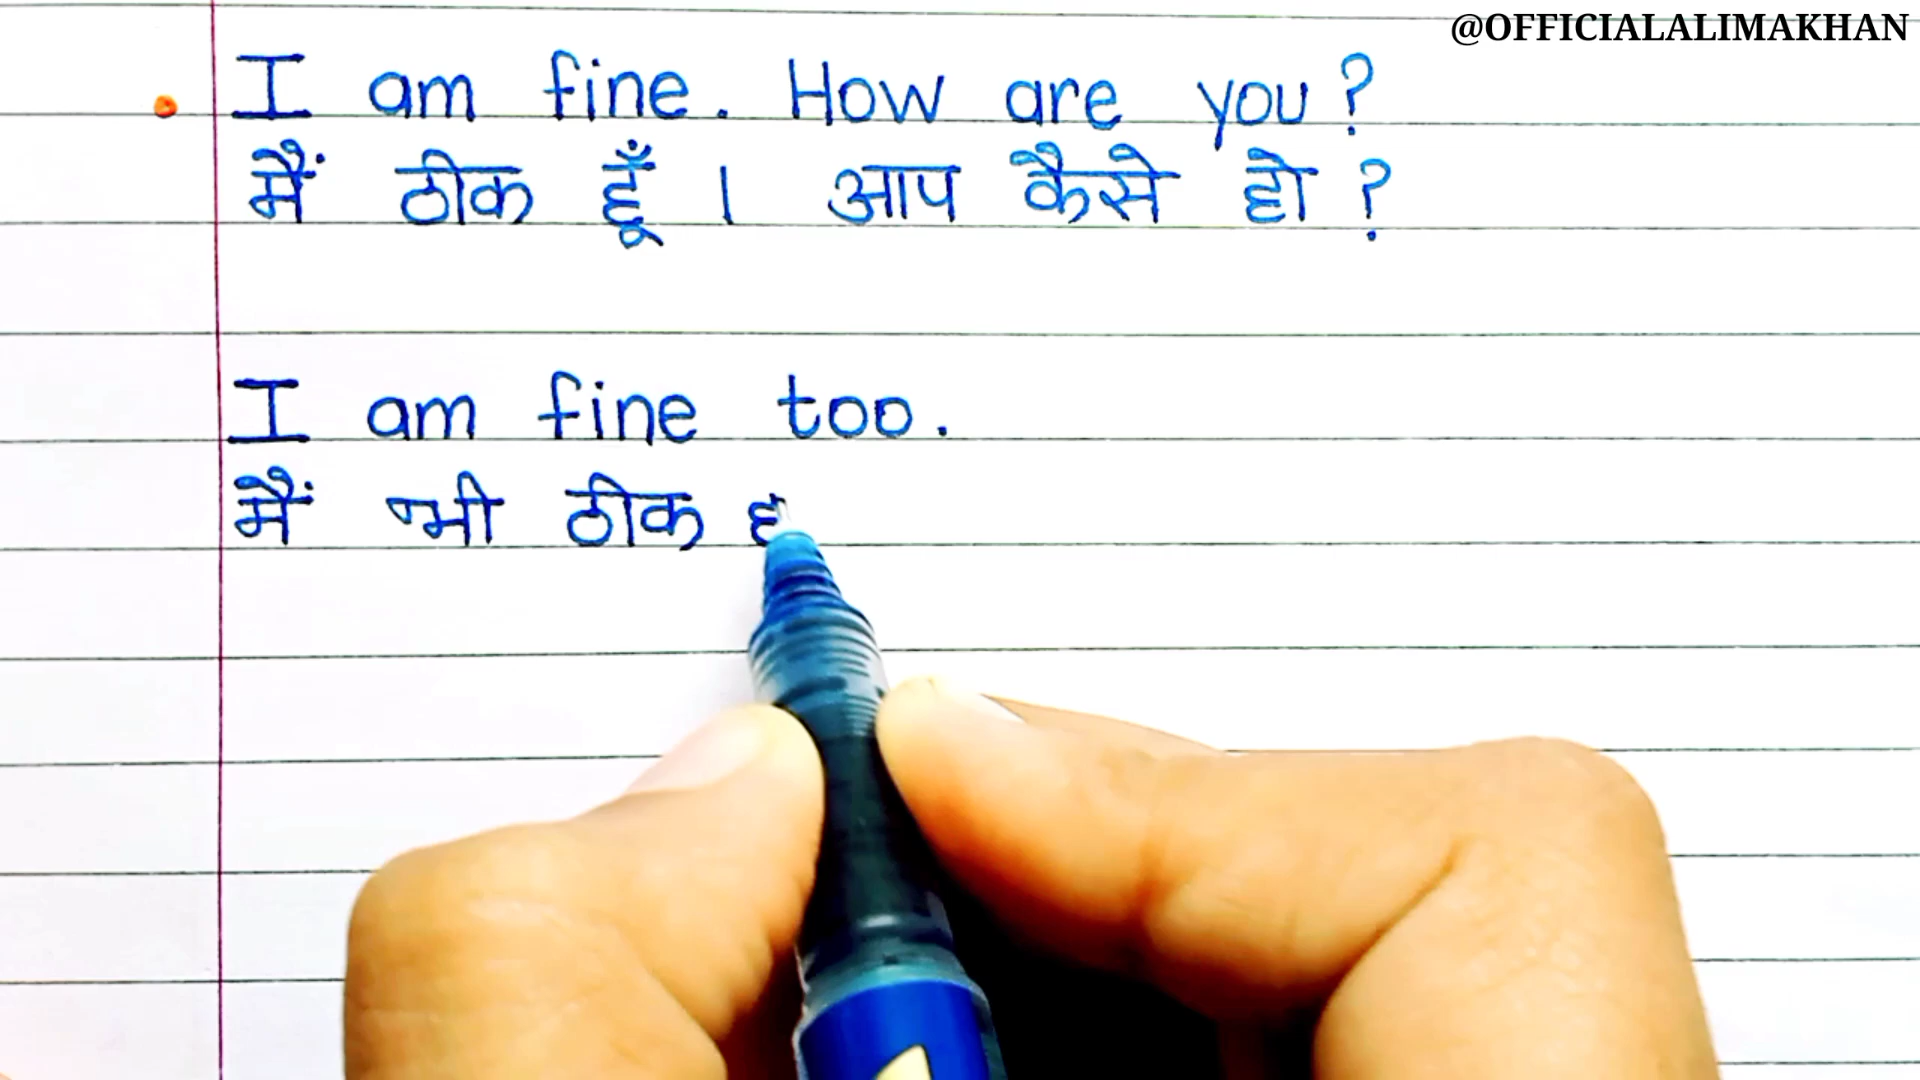 @OFFICIALALIMAKHAN
I am fine. How are you?
मैं ठीक हूँ । आप कैसे हो?
I am fine too.
मैं भी ठीक ह